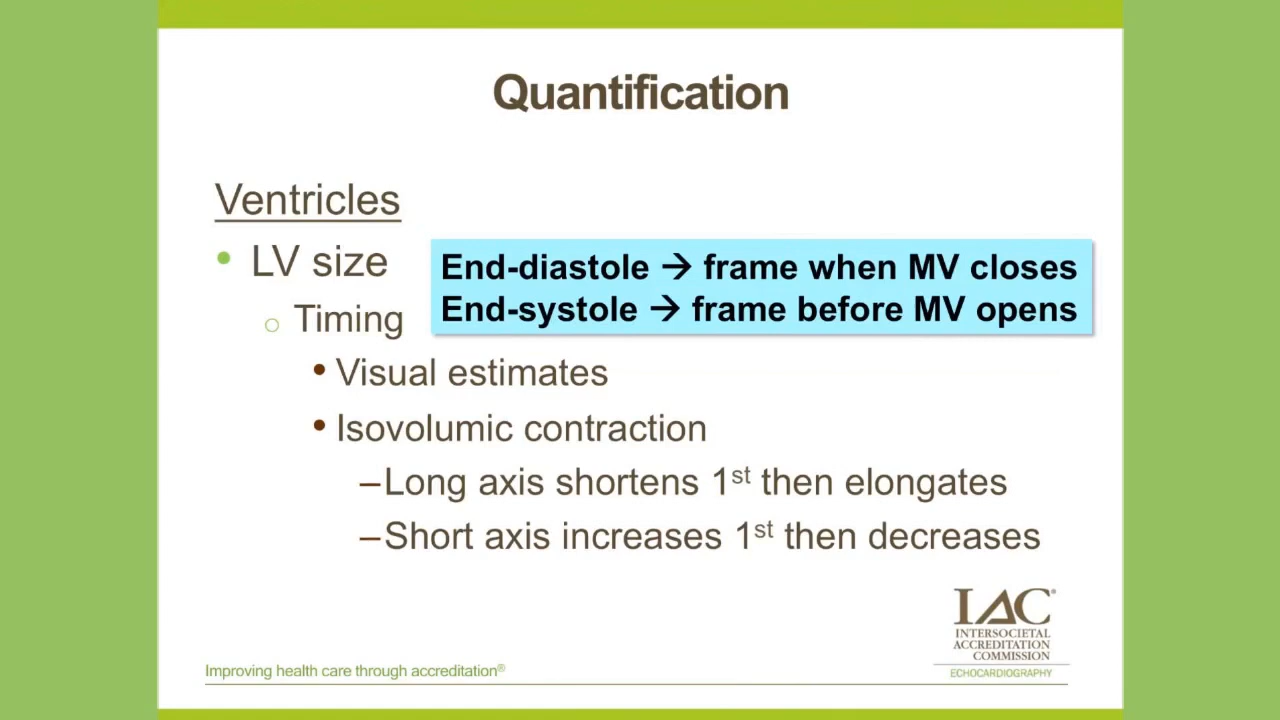 Quantification
Ventricles
• LV size
End-diastole → frame when MV closes
End-systole → frame before MV opens
○ Timing
• Visual estimates
• Isovolumic contraction
–Long axis shortens 1st then elongates
–Short axis increases 1st then decreases
IAC®
INTERSOCIETAL
ACCREDITATION
COMMISSION
ECHOCARDIOGRAPHY
Improving health care through accreditation®